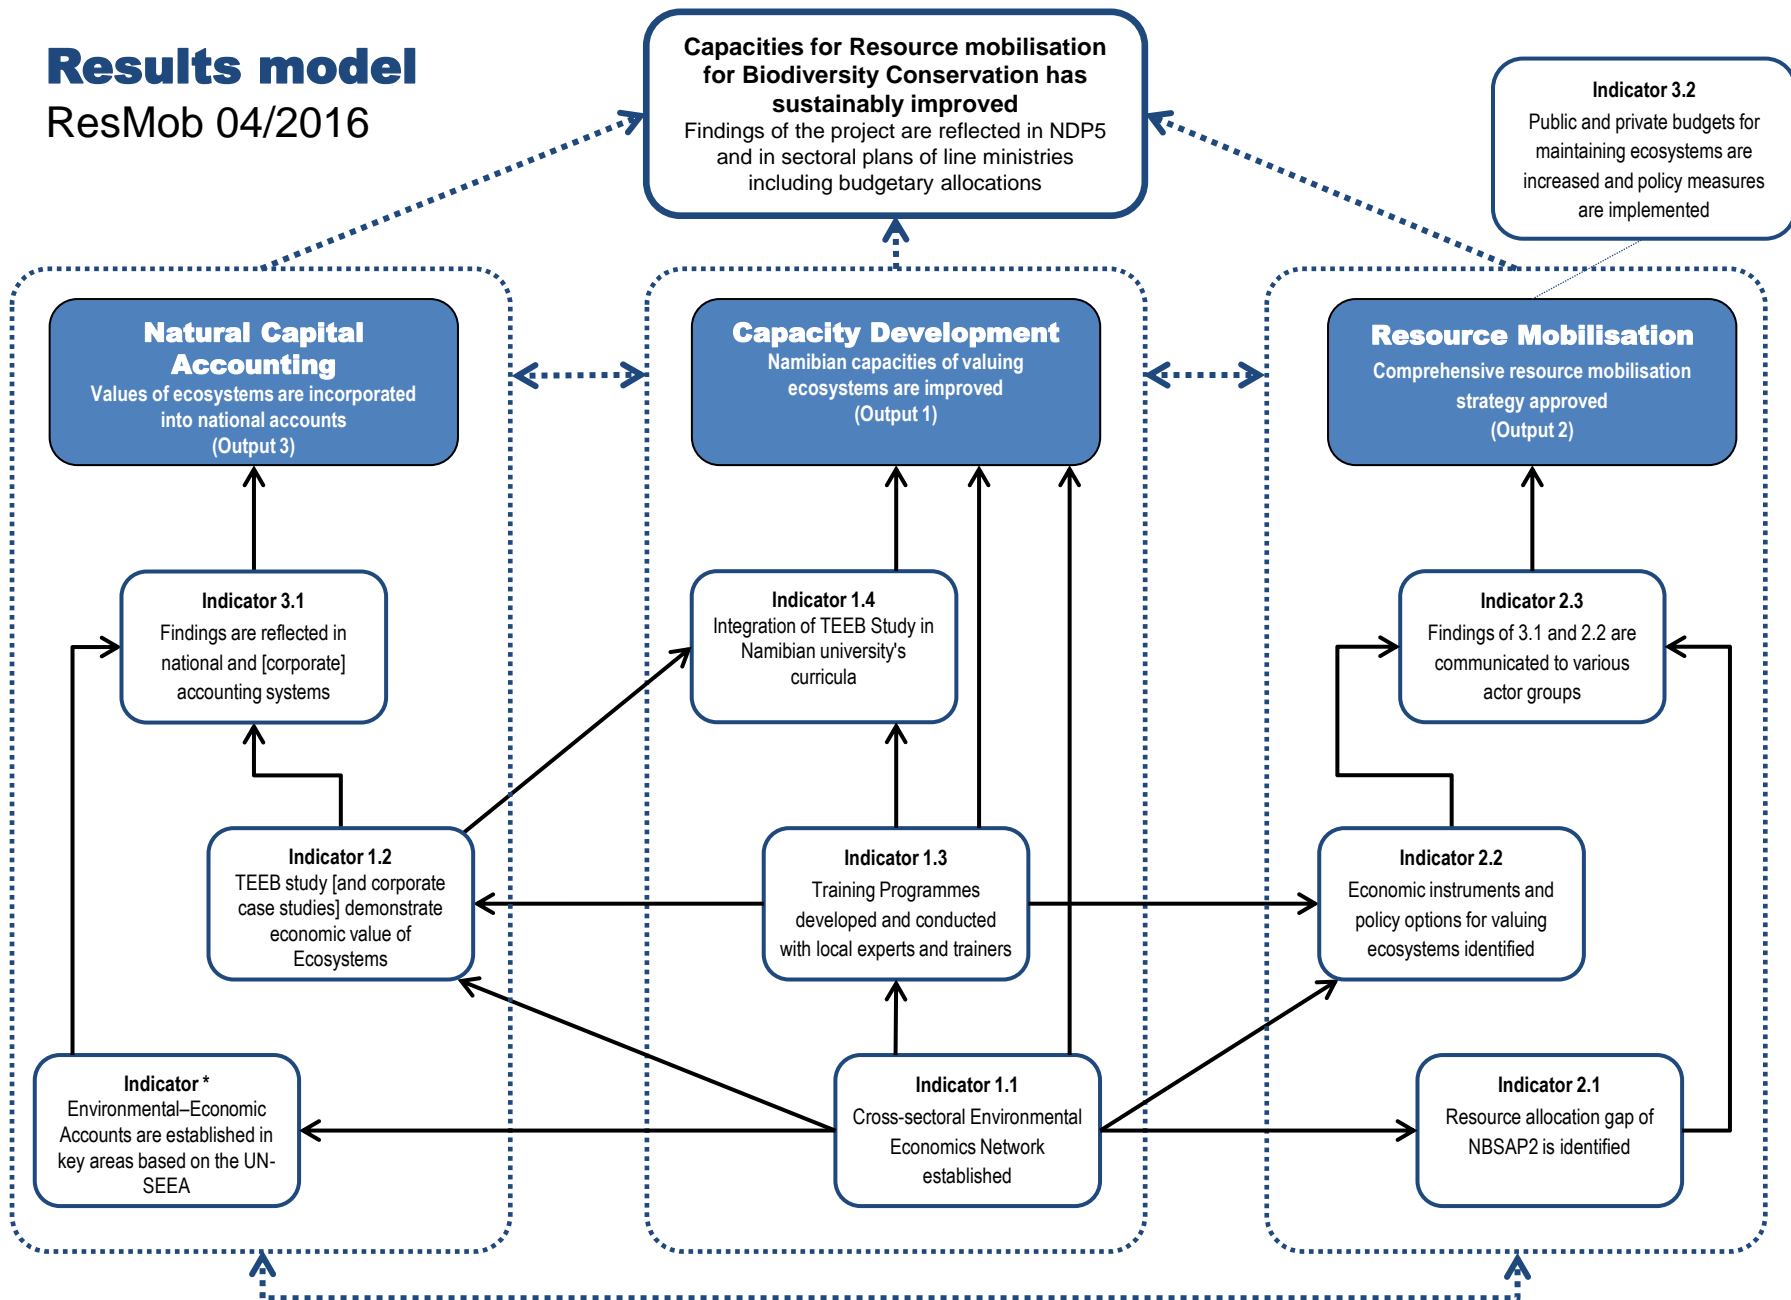 Results model
ResMob 04/2016
Capacities for Resource mobilisation
for Biodiversity Conservation has
sustainably improved
Findings of the project are reflected in NDP5
and in sectoral plans of line ministries
including budgetary allocations
Indicator 3.2
Public and private budgets for
maintaining ecosystems are
increased and policy measures
are implemented
Natural Capital
Accounting
Values of ecosystems are incorporated
into national accounts
(Output 3)
Capacity Development
Namibian capacities of valuing
ecosystems are improved
(Output 1)
Resource Mobilisation
Comprehensive resource mobilisation
strategy approved
(Output 2)
Indicator 3.1
Findings are reflected in
national and [corporate]
accounting systems
Indicator 1.4
Integration of TEEB Study in
Namibian university's
curricula
Indicator 2.3
Findings of 3.1 and 2.2 are
communicated to various
actor groups
Indicator 1.2
TEEB study [and corporate
case studies] demonstrate
economic value of
Ecosystems
Indicator 1.3
Training Programmes
developed and conducted
with local experts and trainers
Indicator 2.2
Economic instruments and
policy options for valuing
ecosystems identified
Indicator *
Environmental–Economic
Accounts are established in
key areas based on the UN-
SEEA
Indicator 1.1
Cross-sectoral Environmental
Economics Network
established
Indicator 2.1
Resource allocation gap of
NBSAP2 is identified